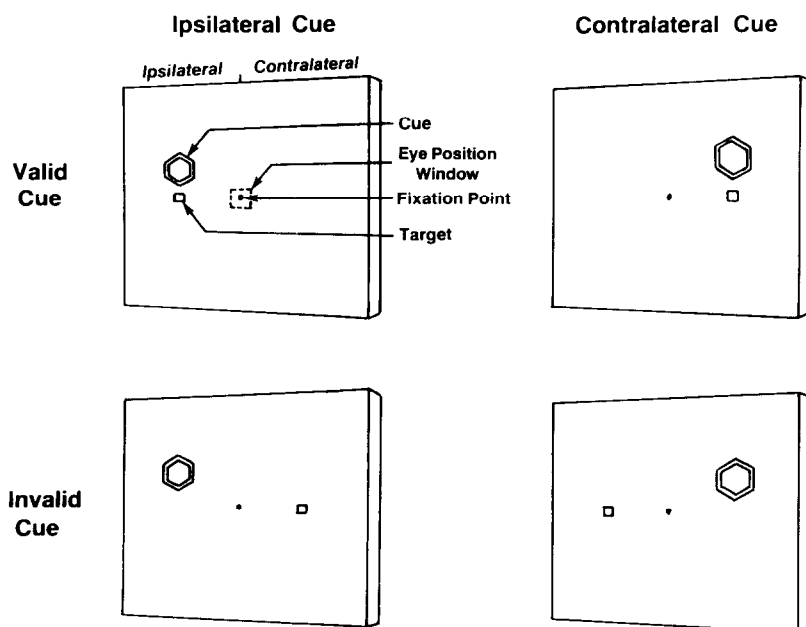 Ipsilateral Cue
Contralateral Cue
Ipsilateral
Contralateral
Valid
Cue
Cue
Eye Position
Window
Fixation Point
Target
Invalid
Cue